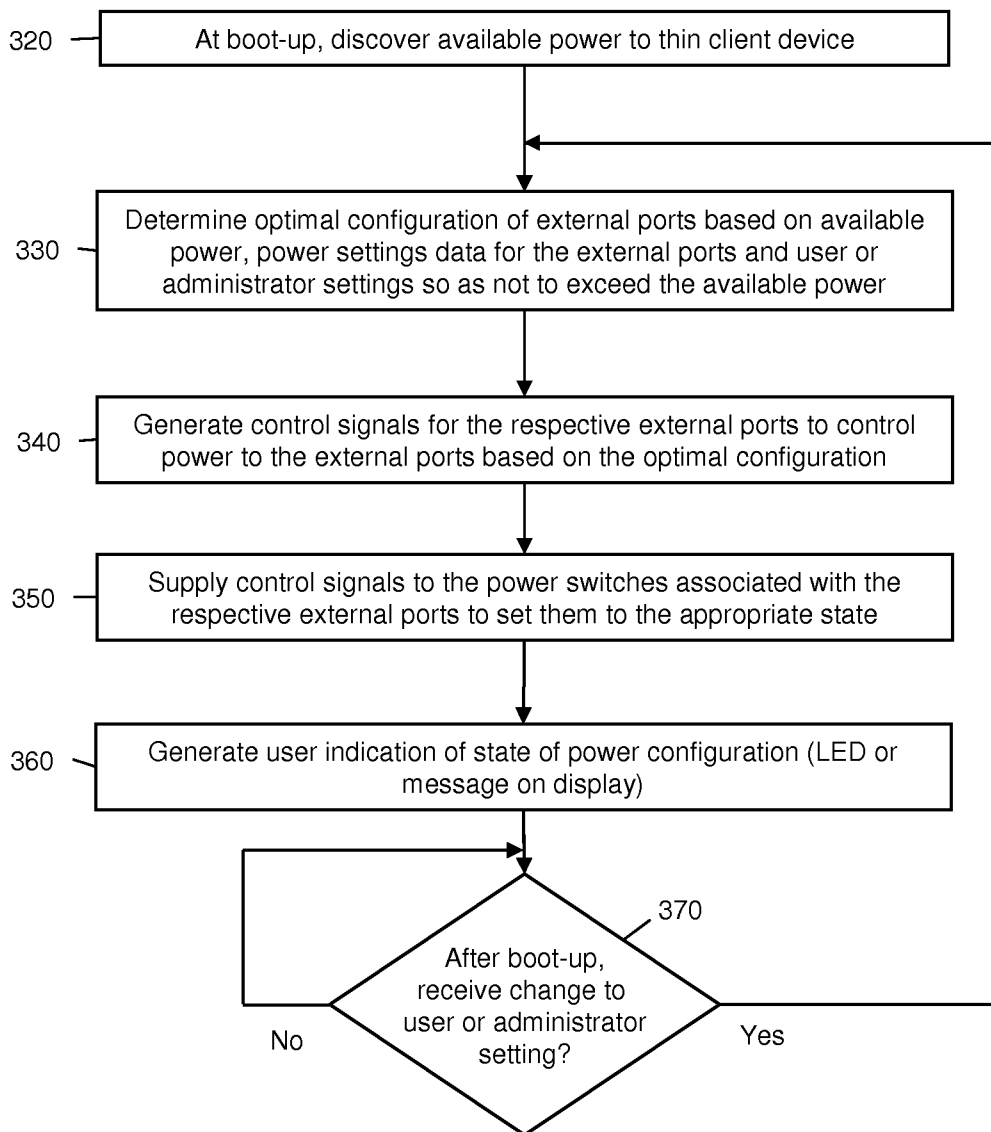 320
At boot-up, discover available power to thin client device
330
Determine optimal configuration of external ports based on available
power, power settings data for the external ports and user or
administrator settings so as not to exceed the available power
340
Generate control signals for the respective external ports to control
power to the external ports based on the optimal configuration
350
Supply control signals to the power switches associated with the
respective external ports to set them to the appropriate state
360
Generate user indication of state of power configuration (LED or
message on display)
370
After boot-up,
receive change to
user or administrator
setting?
No
Yes